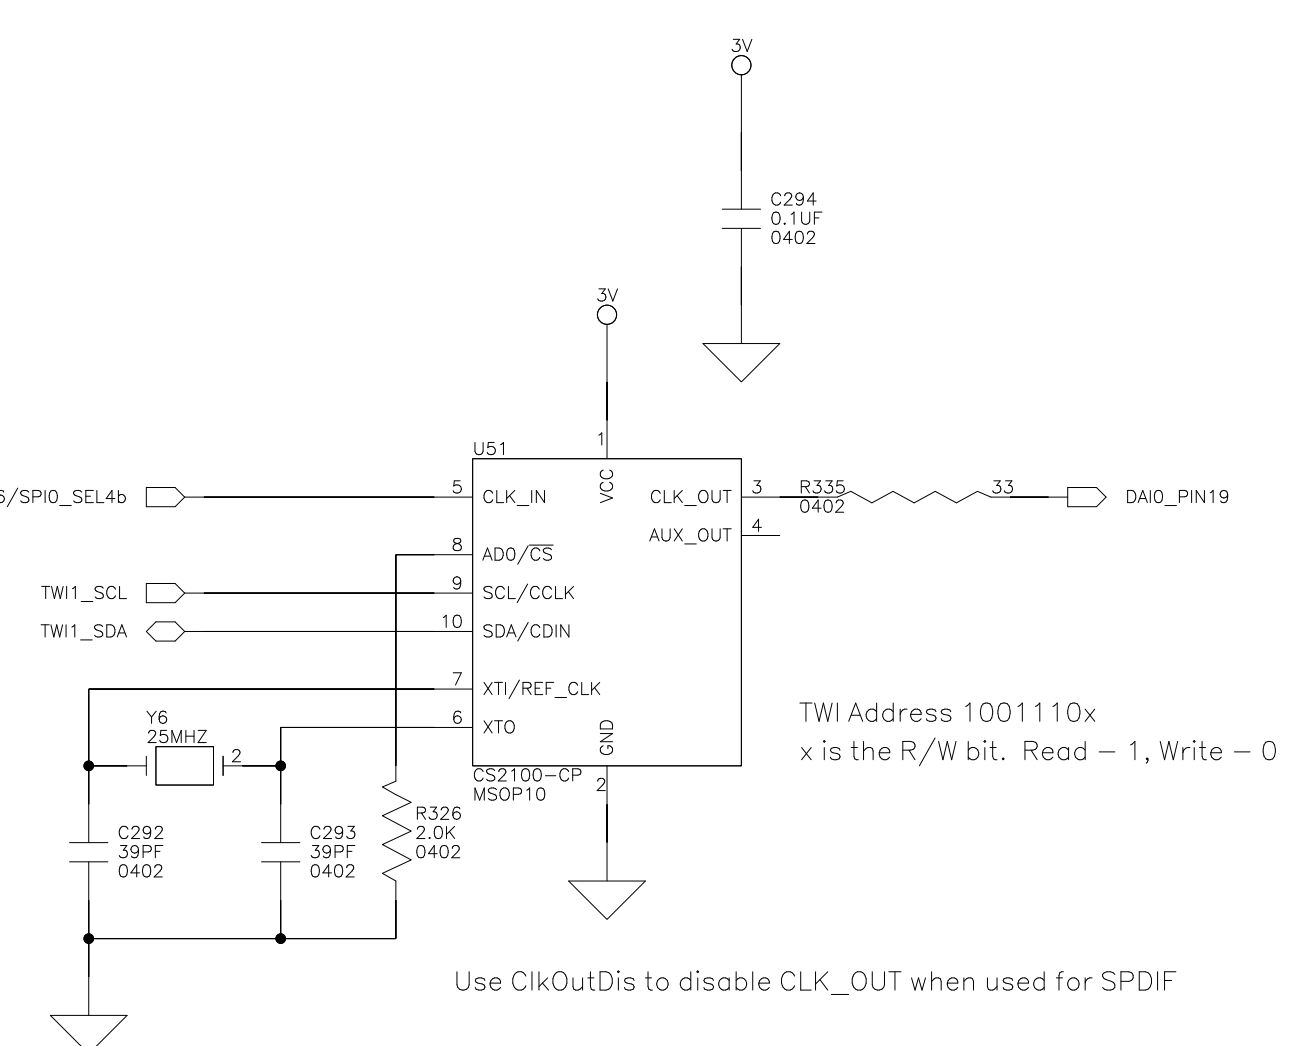 3V
C294
0.1UF
0402
3V
1
U51
6/SPI0_SEL4b
5
CLK_IN
VCC
CLK_OUT
3
R335
0402
33
DAI0_PIN19
AUX_OUT
4
8
AD0/CS
TWI1_SCL
9
SCL/CCLK
TWI1_SDA
10
SDA/CDIN
7
XTI/REF_CLK
6
XTO
GND
Y6
25MHZ
2
TWI Address 1001110x
x is the R/W bit. Read – 1, Write – 0
CS2100-CP
MSOP10
2
C292
39PF
0402
C293
39PF
0402
R326
2.0K
0402
Use ClkOutDis to disable CLK_OUT when used for SPDIF